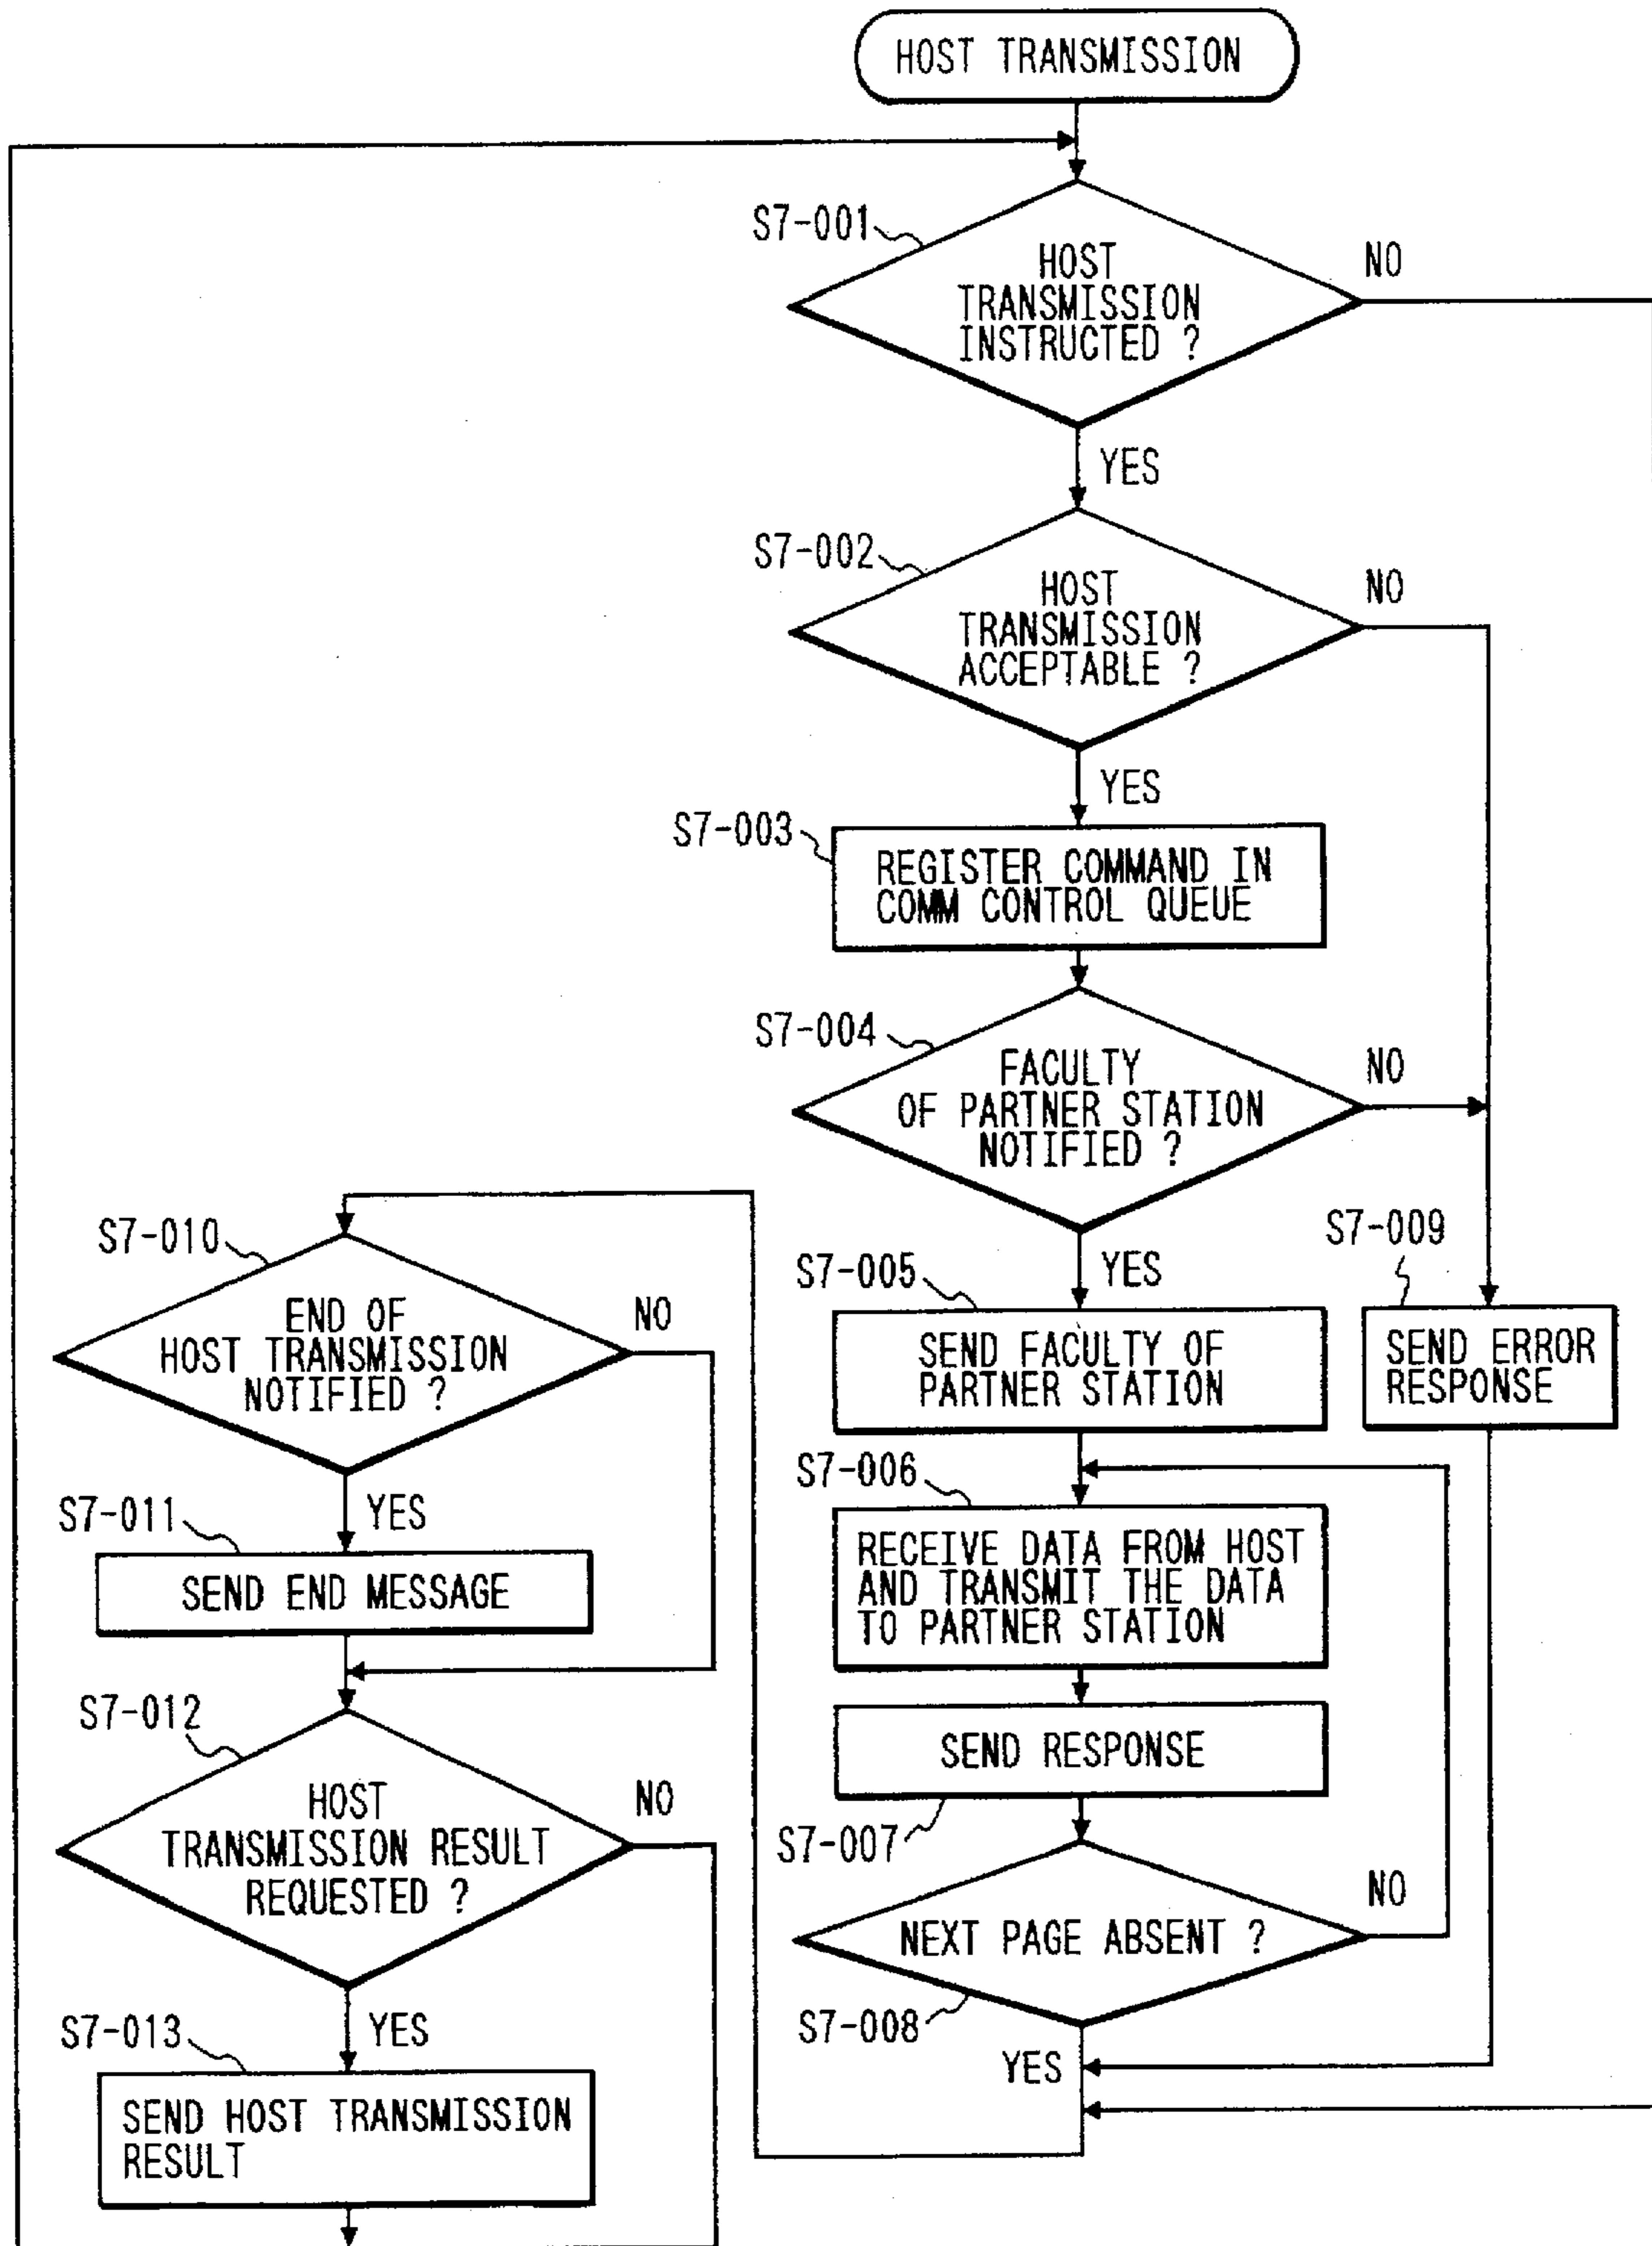 HOST TRANSMISSION
S7-001
HOST
TRANSMISSION
INSTRUCTED ?
NO
YES
S7-002
HOST
TRANSMISSION
ACCEPTABLE ?
NO
YES
S7-003
REGISTER COMMAND IN
COMM CONTROL QUEUE
S7-004
FACULTY
OF PARTNER STATION
NOTIFIED ?
NO
YES
S7-005
SEND FACULTY OF
PARTNER STATION
S7-009
SEND ERROR
RESPONSE
S7-006
RECEIVE DATA FROM HOST
AND TRANSMIT THE DATA
TO PARTNER STATION
SEND RESPONSE
S7-007
NEXT PAGE ABSENT ?
NO
S7-008
YES
S7-010
END OF
HOST TRANSMISSION
NOTIFIED ?
NO
YES
S7-011
SEND END MESSAGE
S7-012
HOST
TRANSMISSION RESULT
REQUESTED ?
NO
YES
S7-013
SEND HOST TRANSMISSION
RESULT